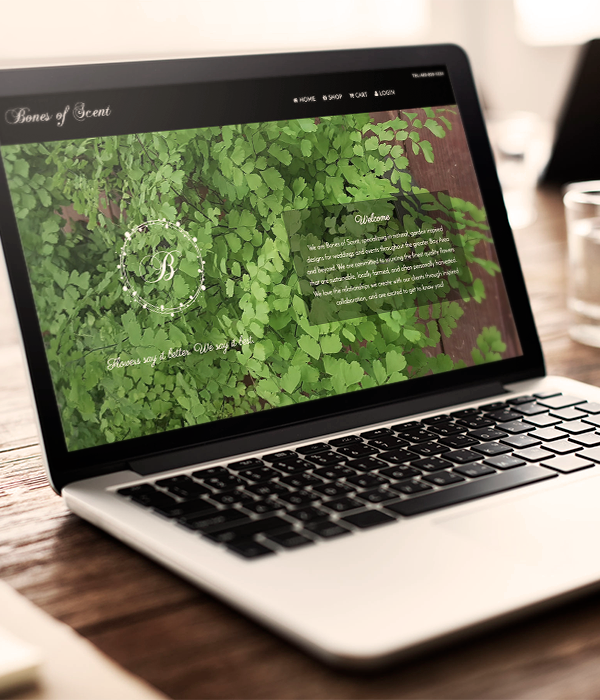 Bones of Scent
HOME SHOP CART LOGIN
B
Flowers say it better. We say it best.
Welcome
We are Bones of Scent, specializing in natural, garden inspired
designs for weddings and events throughout the greater Bay Area
and beyond. We are committed to sourcing the finest quality flowers
that are sustainable, locally farmed, and often personally harvested.
We love the relationships we create with our clients through inspired
collaboration, and are excited to get to know you!